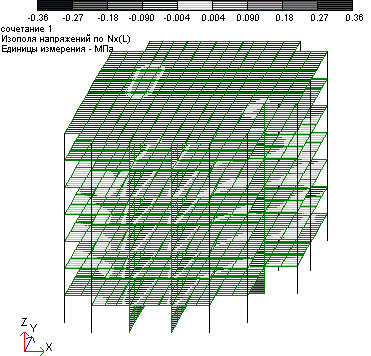 -0.36 -0.27 -0.18 -0.090 -0.004 0.004 0.090 0.18 0.27 0.36
сочетание 1
Изополя напряжений по Nx(L)
Единицы измерения - МПа
Z
Y
X